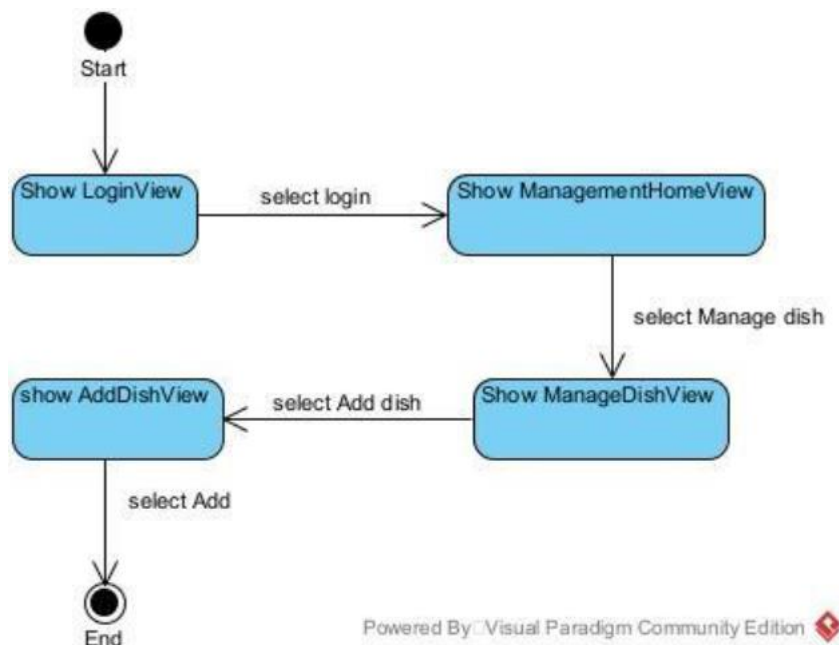 Start
Show LoginView
select login
Show ManagementHomeView
select Manage dish
Show ManageDishView
select Add dish
show AddDishView
select Add
End
Powered By Visual Paradigm Community Edition